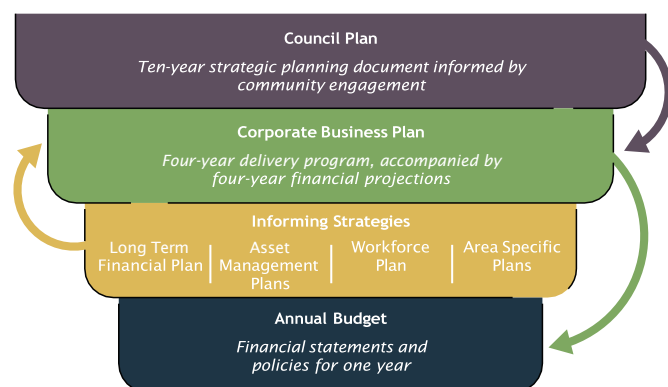 Council Plan
Ten-year strategic planning document informed by
community engagement
Corporate Business Plan
Four-year delivery program, accompanied by
four-year financial projections
Informing Strategies
Long Term
Financial Plan
Asset
Management
Plans
Workforce
Plan
Area Specific
Plans
Annual Budget
Financial statements and
policies for one year